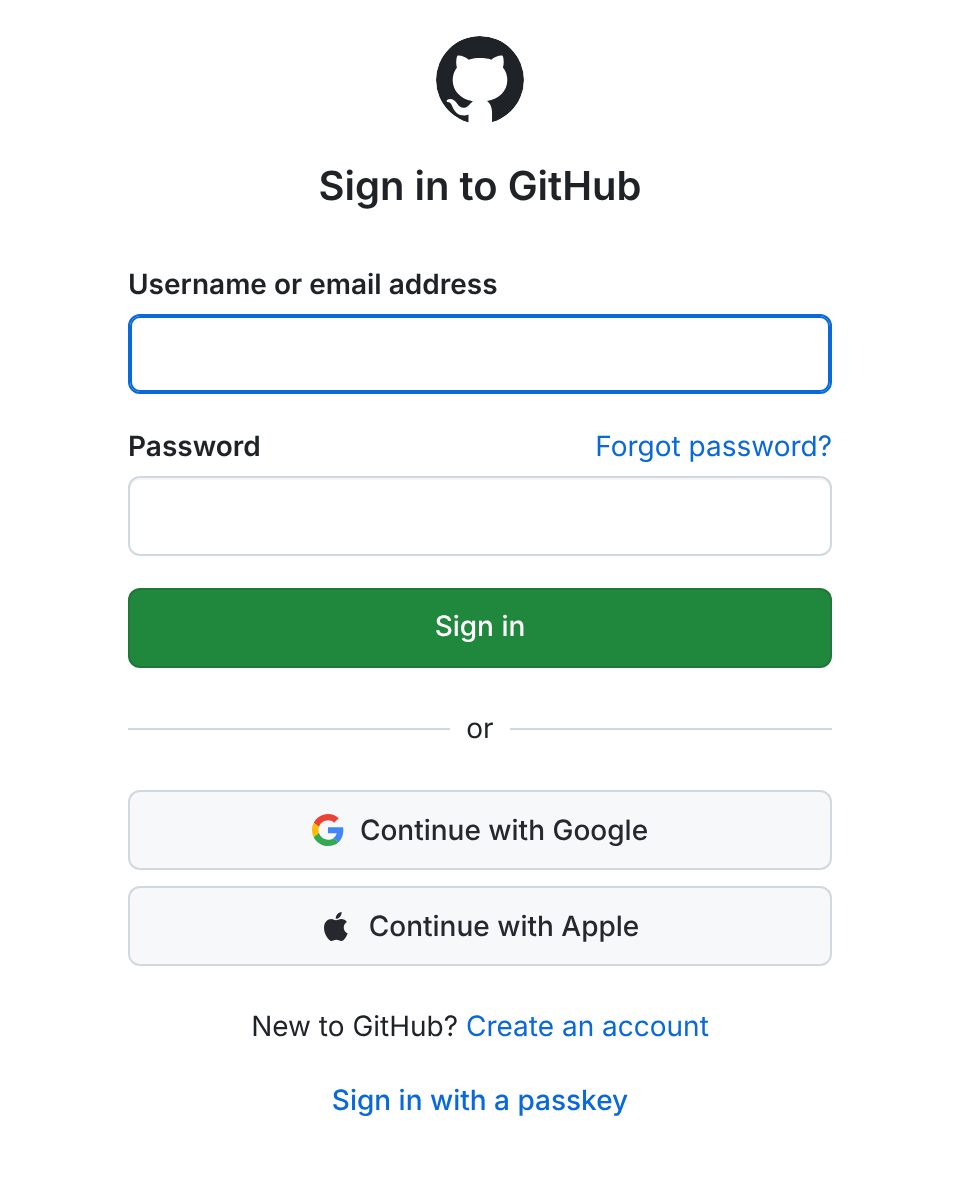 Sign in to GitHub
Username or email address
Password Forgot password?
Sign in
or
Continue with Google
Continue with Apple
New to GitHub? Create an account
Sign in with a passkey